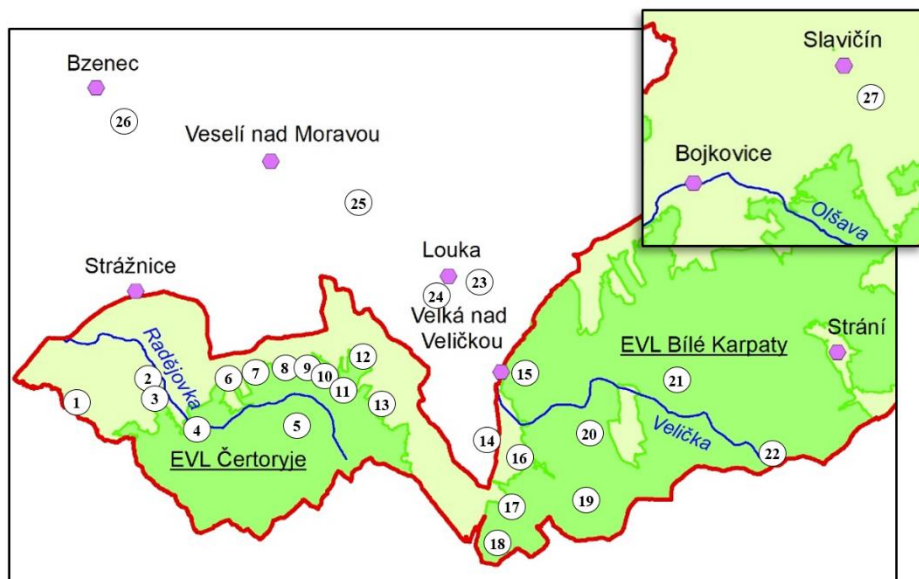 Bzenec
26
Veselí nad Moravou
25
Slavičín
27
Bojkovice
Olšava
Strážnice
Louka
23
24
Velká nad
Veličkou
Radějovka
Strání
1
2
3
4
5
6
7
8
9
10
11
12
13
EVL Čertoryje
14
15
16
17
18
19
20
21
22
EVL Bílé Karpaty
Velička